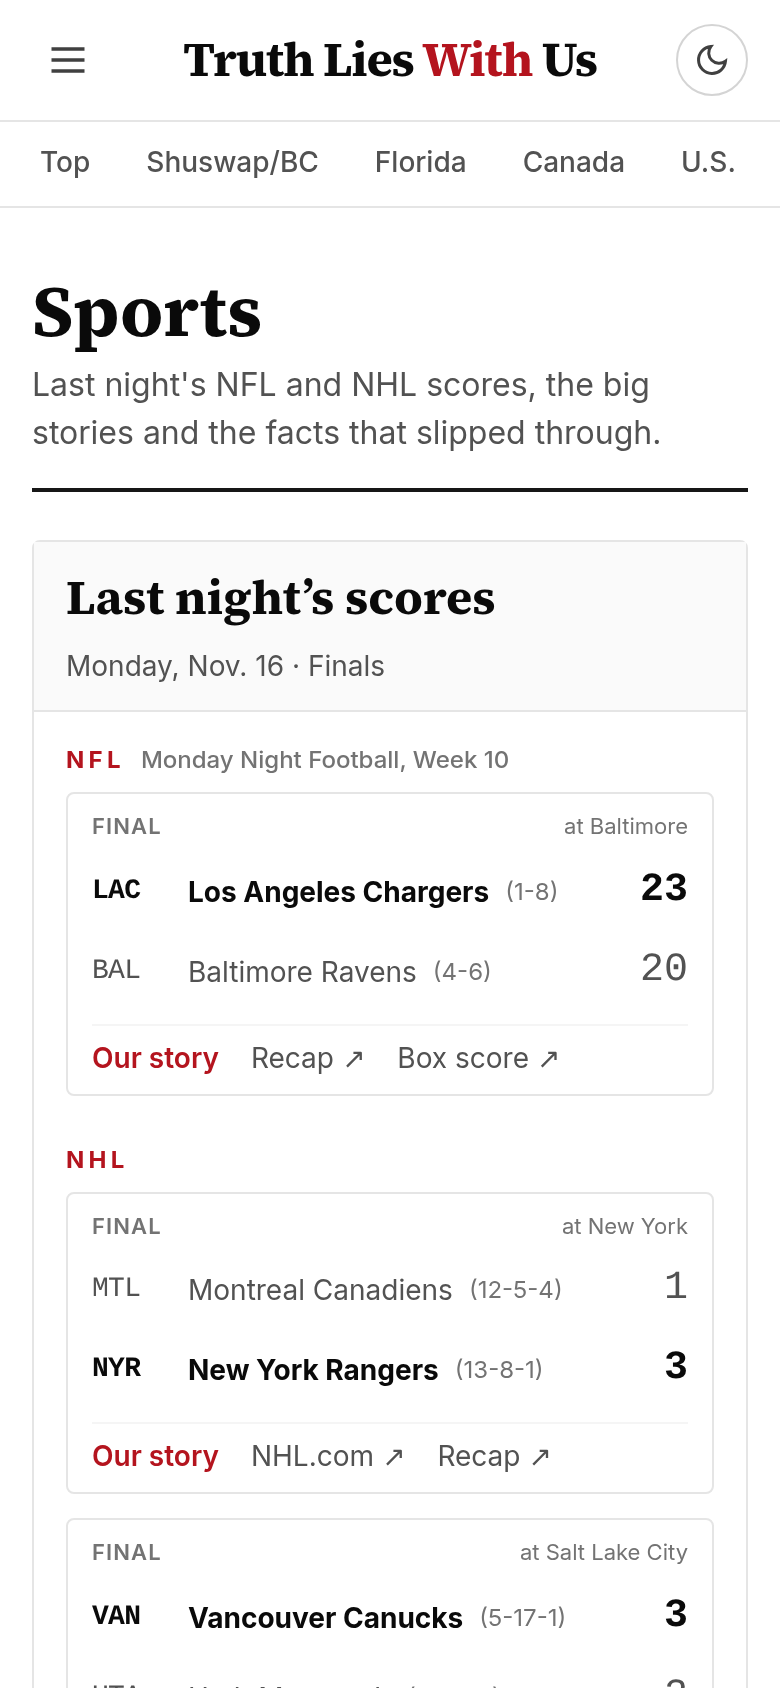 Truth Lies With Us
Top Shuswap/BC Florida Canada U.S.
Sports
Last night's NFL and NHL scores, the big
stories and the facts that slipped through.
Last night’s scores
Monday, Nov. 16 · Finals
NFL Monday Night Football, Week 10
FINAL at Baltimore
LAC Los Angeles Chargers (1-8) 23
BAL Baltimore Ravens (4-6) 20
Our story Recap ↗ Box score ↗
NHL
FINAL at New York
MTL Montreal Canadiens (12-5-4) 1
NYR New York Rangers (13-8-1) 3
Our story NHL.com ↗ Recap ↗
FINAL at Salt Lake City
VAN Vancouver Canucks (5-17-1) 3